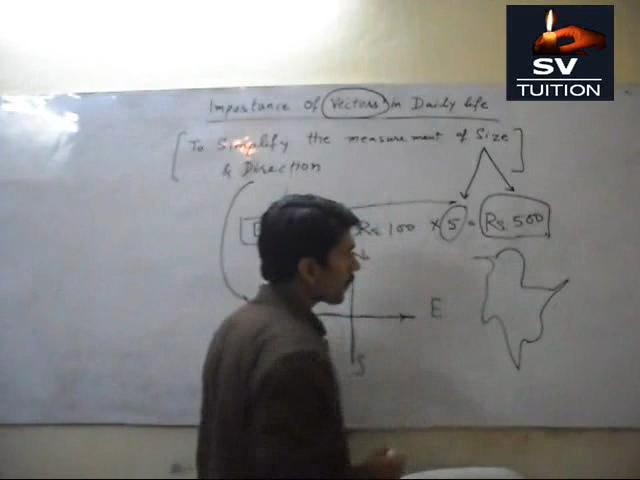 SV
TUITION
Importance of Vectors in Daily life
[To Simplify the measurement of Size
& Direction]
Rs. 100 × 5 = Rs. 500
E
S